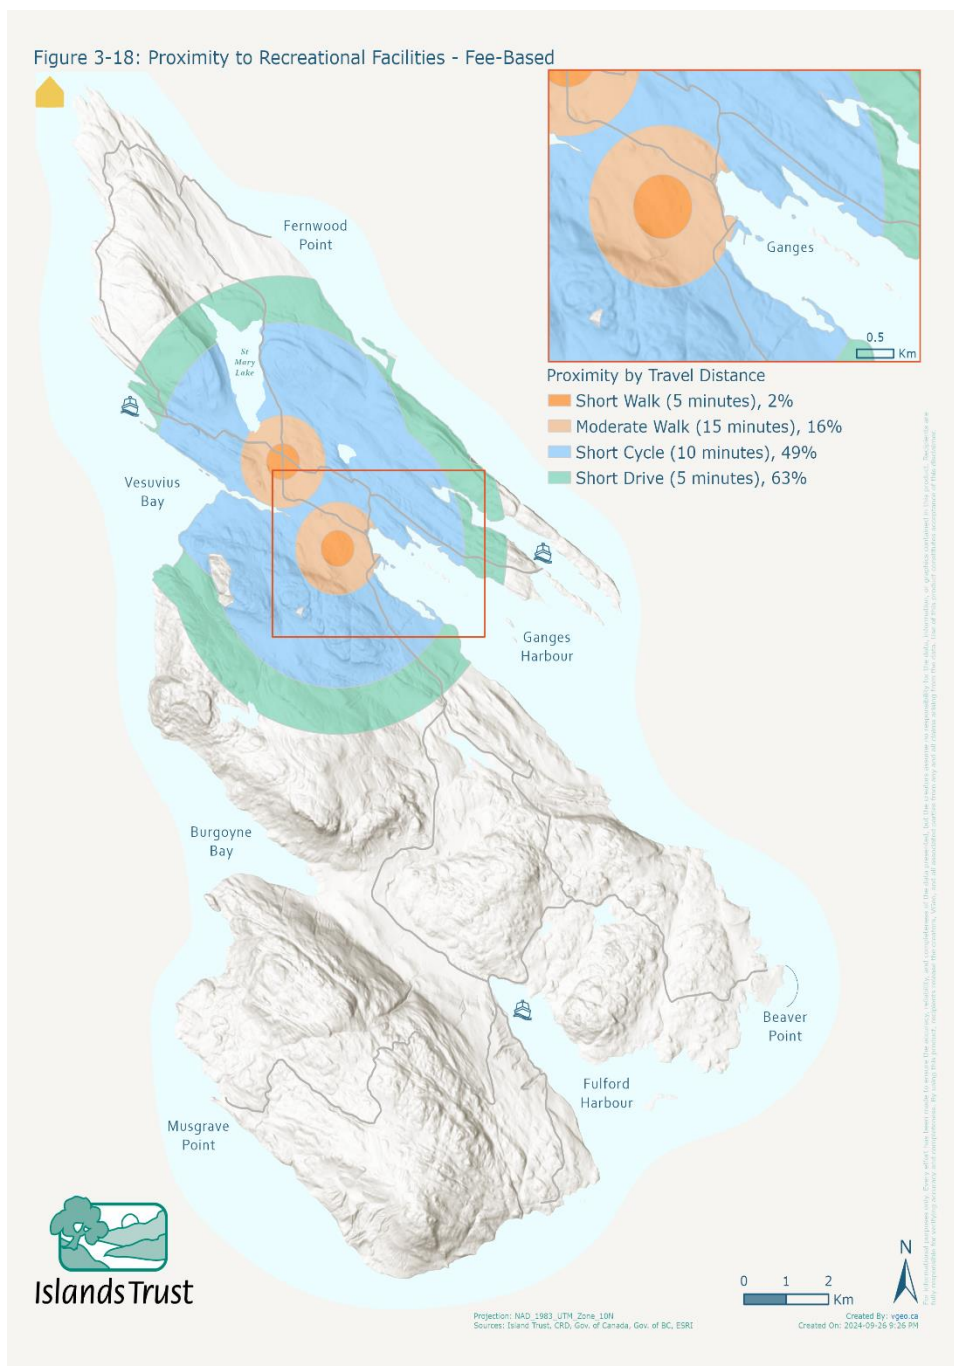 Figure 3-18: Proximity to Recreational Facilities - Fee-Based
Fernwood
Point
Ganges
0.5
Km
St
Mary
Lake
Proximity by Travel Distance
Short Walk (5 minutes), 2%
Moderate Walk (15 minutes), 16%
Short Cycle (10 minutes), 49%
Short Drive (5 minutes), 63%
Vesuvius
Bay
Ganges
Harbour
Burgoyne
Bay
Beaver
Point
Fulford
Harbour
Musgrave
Point
Islands Trust
N
0 1 2
Km
Projection: NAD_1983_UTM_Zone_10N
Sources: Island Trust, CRD, Gov. of Canada, Gov. of BC, ESRI
Created By: vgeo.ca
Created On: 2024-09-26 9:26 PM